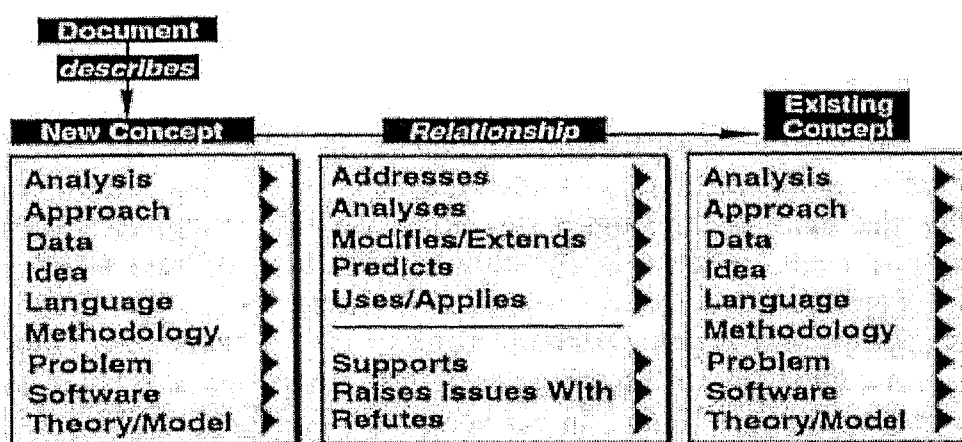 Document
describes
New Concept
Relationship
Existing
Concept
Analysis
Approach
Data
Idea
Language
Methodology
Problem
Software
Theory/Model
Addresses
Analyses
Modifies/Extends
Predicts
Uses/Applies
Supports
Raises Issues With
Refutes
Analysis
Approach
Data
Idea
Language
Methodology
Problem
Software
Theory/Model